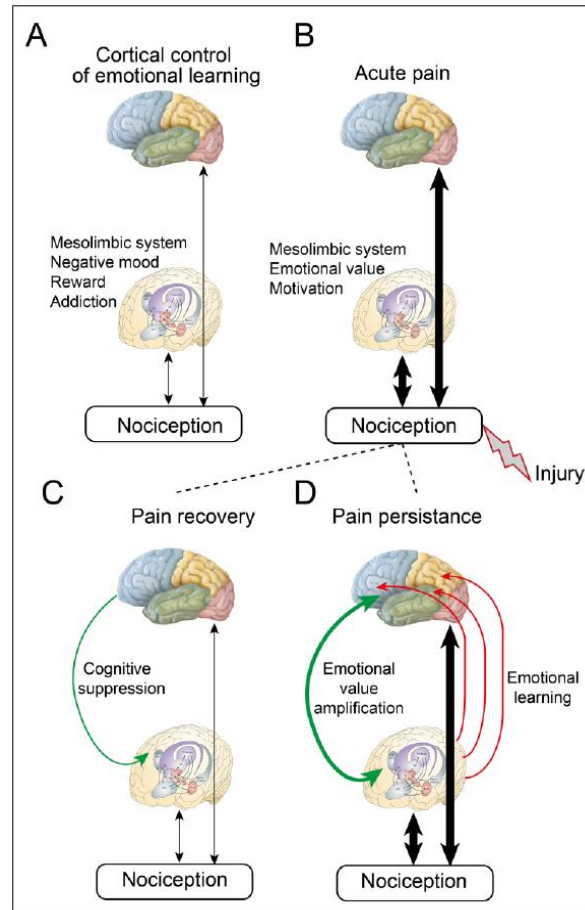 A
Cortical control
of emotional learning
Mesolimbic system
Negative mood
Reward
Addiction
Nociception
B
Acute pain
Mesolimbic system
Emotional value
Motivation
Nociception
Injury
C
Pain recovery
Cognitive
suppression
Nociception
D
Pain persistance
Emotional
value
amplification
Emotional
learning
Nociception